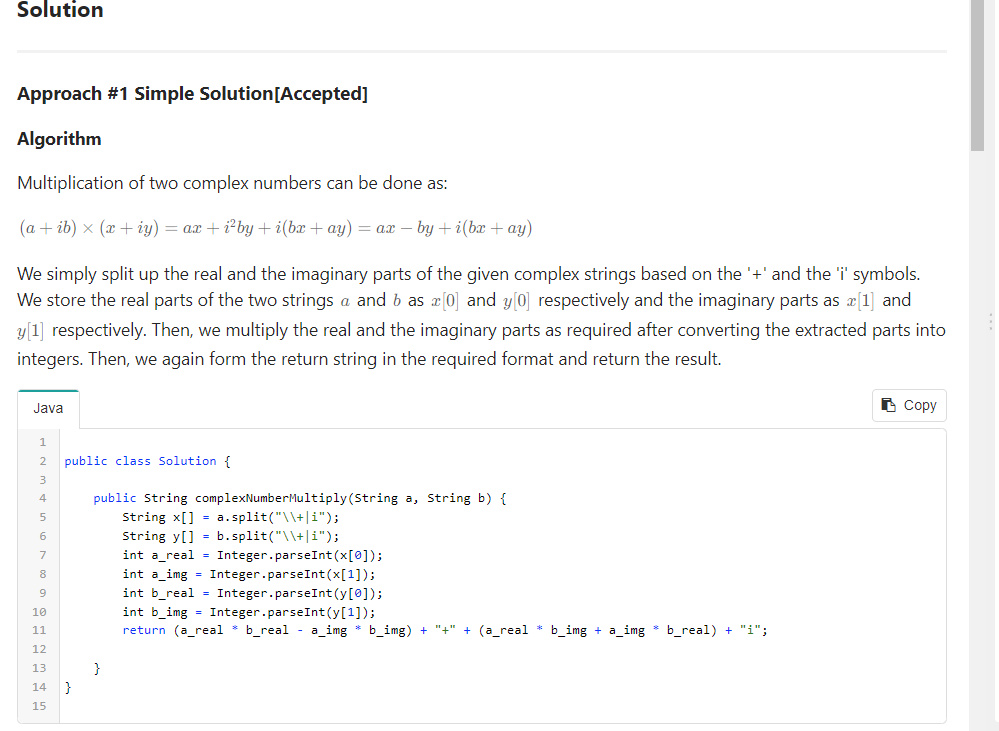 Solution
Approach #1 Simple Solution[Accepted]
Algorithm
Multiplication of two complex numbers can be done as:
(a + ib) × (x + iy) = ax + i²by + i(bx + ay) = ax − by + i(bx + ay)
We simply split up the real and the imaginary parts of the given complex strings based on the '+' and the 'i' symbols.
We store the real parts of the two strings a and b as x[0] and y[0] respectively and the imaginary parts as x[1] and
y[1] respectively. Then, we multiply the real and the imaginary parts as required after converting the extracted parts into
integers. Then, we again form the return string in the required format and return the result.
Java
Copy
1
2 public class Solution {
3
4     public String complexNumberMultiply(String a, String b) {
5         String x[] = a.split("\\+|i");
6         String y[] = b.split("\\+|i");
7         int a_real = Integer.parseInt(x[0]);
8         int a_img = Integer.parseInt(x[1]);
9         int b_real = Integer.parseInt(y[0]);
10         int b_img = Integer.parseInt(y[1]);
11         return (a_real * b_real - a_img * b_img) + "+" + (a_real * b_img + a_img * b_real) + "i";
12
13     }
14 }
15